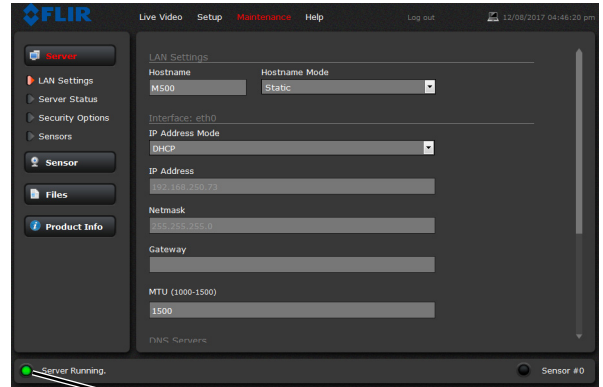 FLIR
Live Video Setup Maintenance Help Log out 12/08/2017 04:46:20 pm
Server
LAN Settings
Server Status
Security Options
Sensors
Sensor
Files
Product Info
LAN Settings
Hostname Hostname Mode
M500 Static
Interface: eth0
IP Address Mode
DHCP
IP Address
192.168.250.73
Netmask
255.255.255.0
Gateway
MTU (1000-1500)
1500
DNS Servers
Server Running. Sensor #0